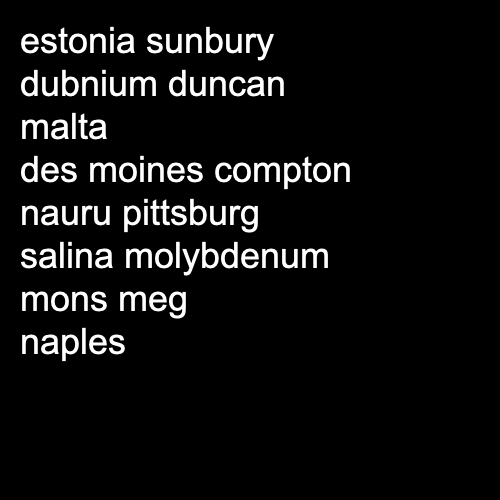 estonia sunbury
dubnium duncan
malta
des moines compton
nauru pittsburg
salina molybdenum
mons meg
naples